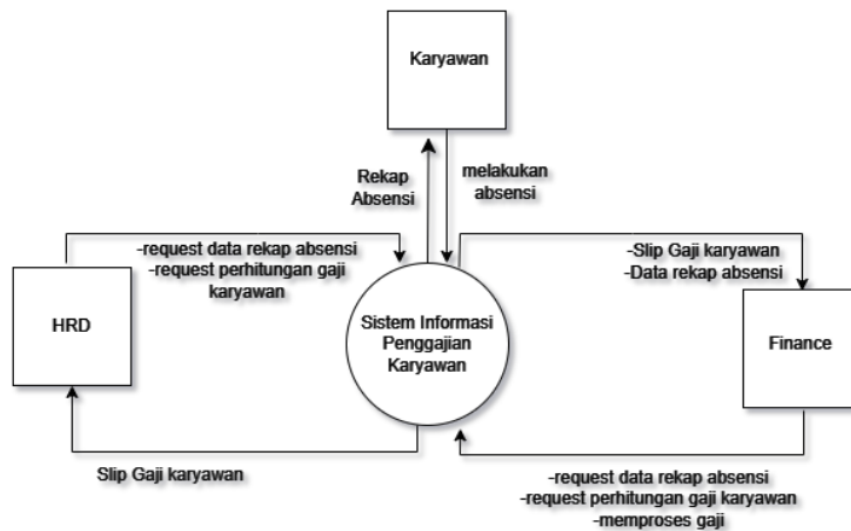 Karyawan
Rekap
Absensi
melakukan
absensi
-request data rekap absensi
-request perhitungan gaji
karyawan
-Slip Gaji karyawan
-Data rekap absensi
HRD
Sistem Informasi
Penggajian
Karyawan
Finance
Slip Gaji karyawan
-request data rekap absensi
-request perhitungan gaji karyawan
-memproses gaji